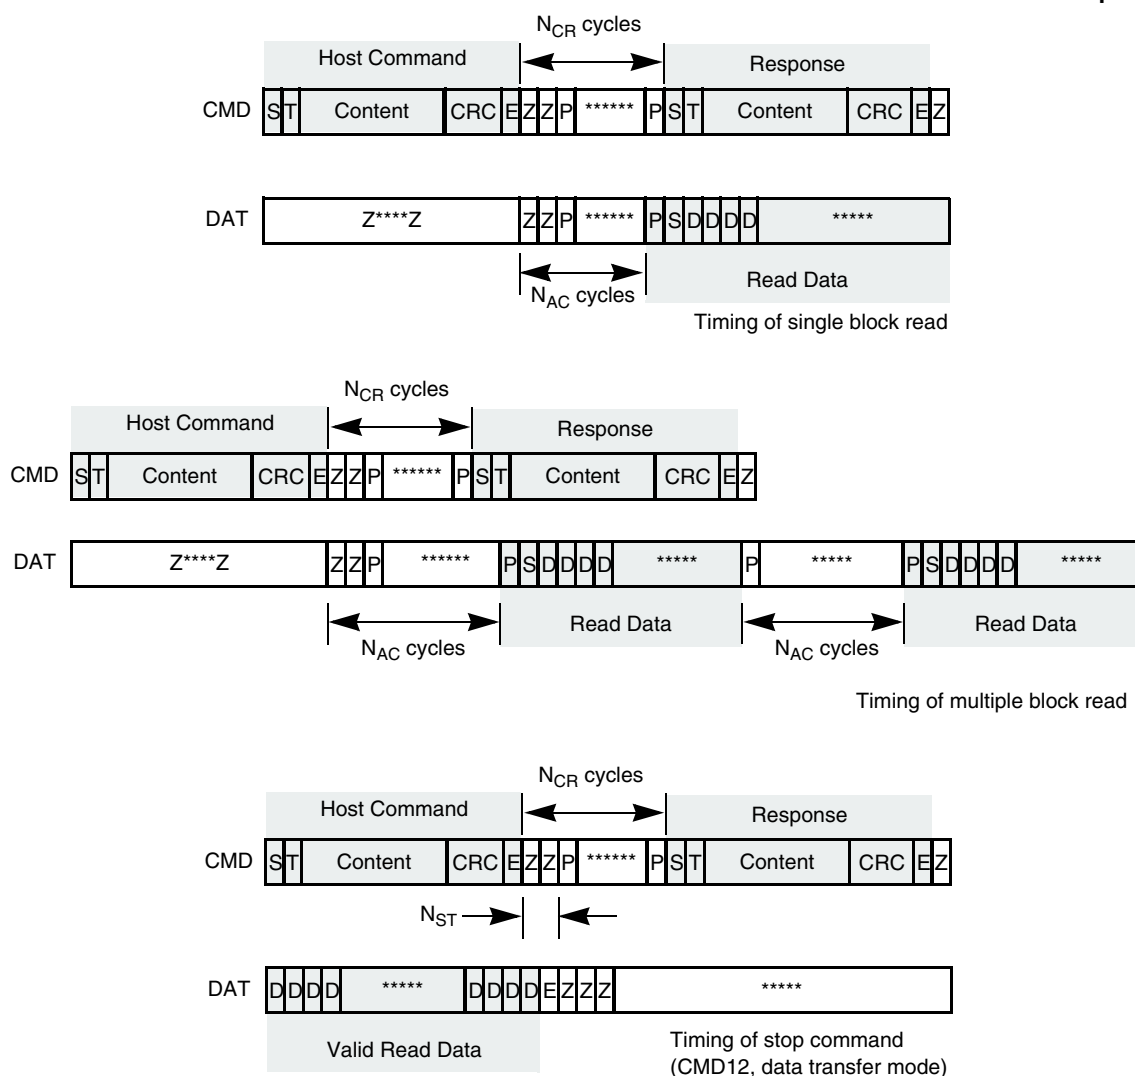 N_CR cycles
Host Command Response
CMD S T Content CRC E Z Z P ****** P S T Content CRC E Z
DAT Z****Z Z Z P ****** P S D D D D *****
N_AC cycles Read Data
Timing of single block read
N_CR cycles
Host Command Response
CMD S T Content CRC E Z Z P ****** P S T Content CRC E Z
DAT Z****Z Z Z P ****** P S D D D D ***** P ***** P S D D D D *****
N_AC cycles Read Data N_AC cycles Read Data
Timing of multiple block read
N_CR cycles
Host Command Response
CMD S T Content CRC E Z Z P ****** P S T Content CRC E Z
N_ST
DAT D D D D ***** D D D D E Z Z Z *****
Valid Read Data
Timing of stop command
(CMD12, data transfer mode)